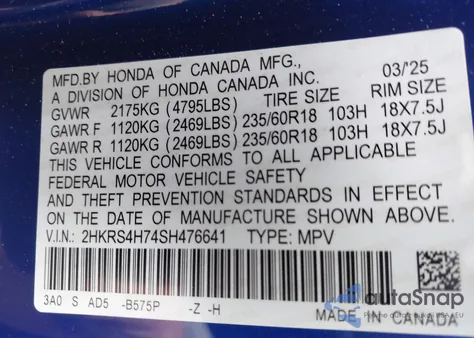 MFD.BY HONDA OF CANADA MFG.,
A DIVISION OF HONDA CANADA INC. 03/'25
GVWR 2175KG (4795LBS) TIRE SIZE RIM SIZE
GAWR F 1120KG (2469LBS) 235/60R18 103H 18X7.5J
GAWR R 1120KG (2469LBS) 235/60R18 103H 18X7.5J
THIS VEHICLE CONFORMS TO ALL APPLICABLE
FEDERAL MOTOR VEHICLE SAFETY
AND THEFT PREVENTION STANDARDS IN EFFECT
ON THE DATE OF MANUFACTURE SHOWN ABOVE.
V.I.N.: 2HKRS4H74SH476641 TYPE: MPV
3A0 S AD5 -B575P -Z -H
MADE IN CANADA
autoSnap